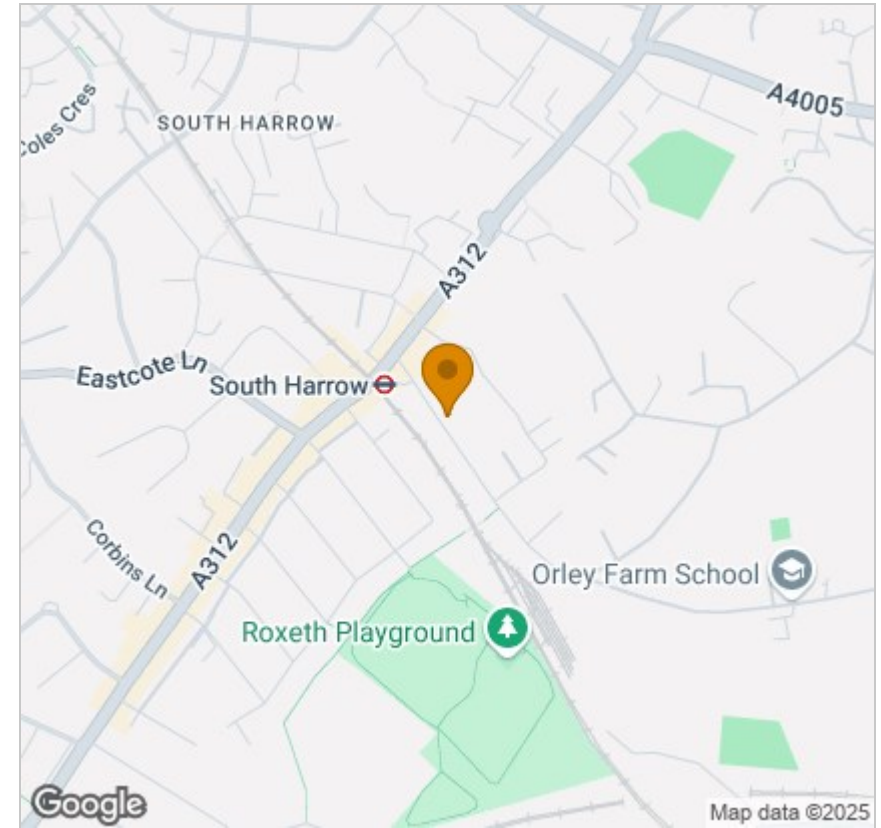 Coles Cres
SOUTH HARROW
A4005
A312
Eastcote Ln
South Harrow
Corbins Ln
A312
Orley Farm School
Roxeth Playground
Google
Map data ©2025